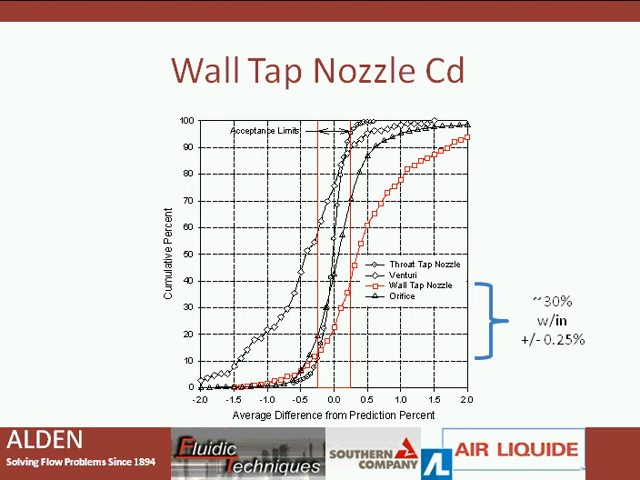 Wall Tap Nozzle Cd
100
90
80
70
60
50
40
30
20
10
0
Cumulative Percent
Acceptance Limits
Throat Tap Nozzle
Venturi
Wall Tap Nozzle
Orifice
-2.0 -1.5 -1.0 -0.5 0.0 0.5 1.0 1.5 2.0
Average Difference from Prediction Percent
~30%
w/in
+/- 0.25%
ALDEN
Solving Flow Problems Since 1894
Fluidic
Techniques
SOUTHERN
COMPANY
AIR LIQUIDE